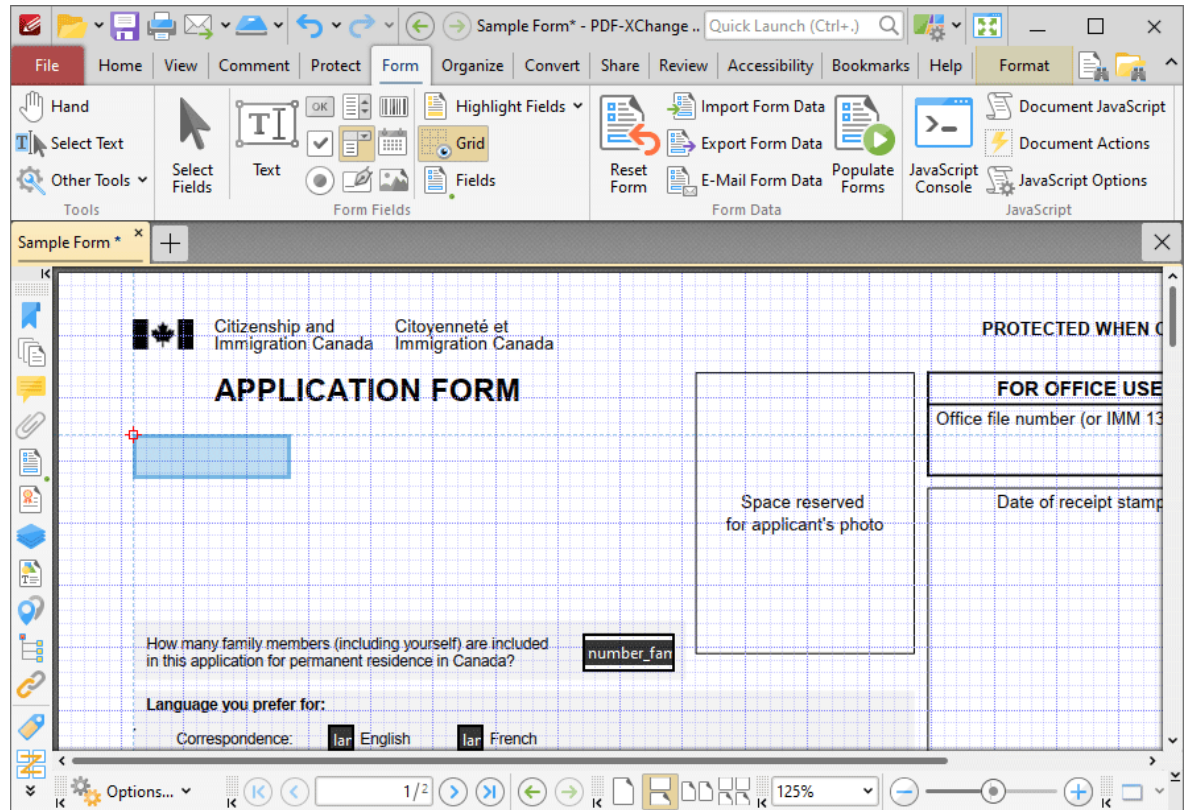 Sample Form* - PDF-XChange ..
Quick Launch (Ctrl+.)
File Home View Comment Protect Form Organize Convert Share Review Accessibility Bookmarks Help Format
Hand
Select Text
Other Tools
Tools
Select
Fields
Text
OK
Highlight Fields
Grid
Fields
Form Fields
Reset
Form
Import Form Data
Export Form Data
E-Mail Form Data
Populate
Forms
Form Data
JavaScript
Console
Document JavaScript
Document Actions
JavaScript Options
JavaScript
Sample Form *
Citizenship and
Immigration Canada
Citoyenneté et
Immigration Canada
PROTECTED WHEN
APPLICATION FORM
FOR OFFICE USE
Office file number (or IMM 13
Space reserved
for applicant's photo
Date of receipt stamp
How many family members (including yourself) are included
in this application for permanent residence in Canada?
number_fam
Language you prefer for:
Correspondence: lar English lar French
Options...
1/2
125%